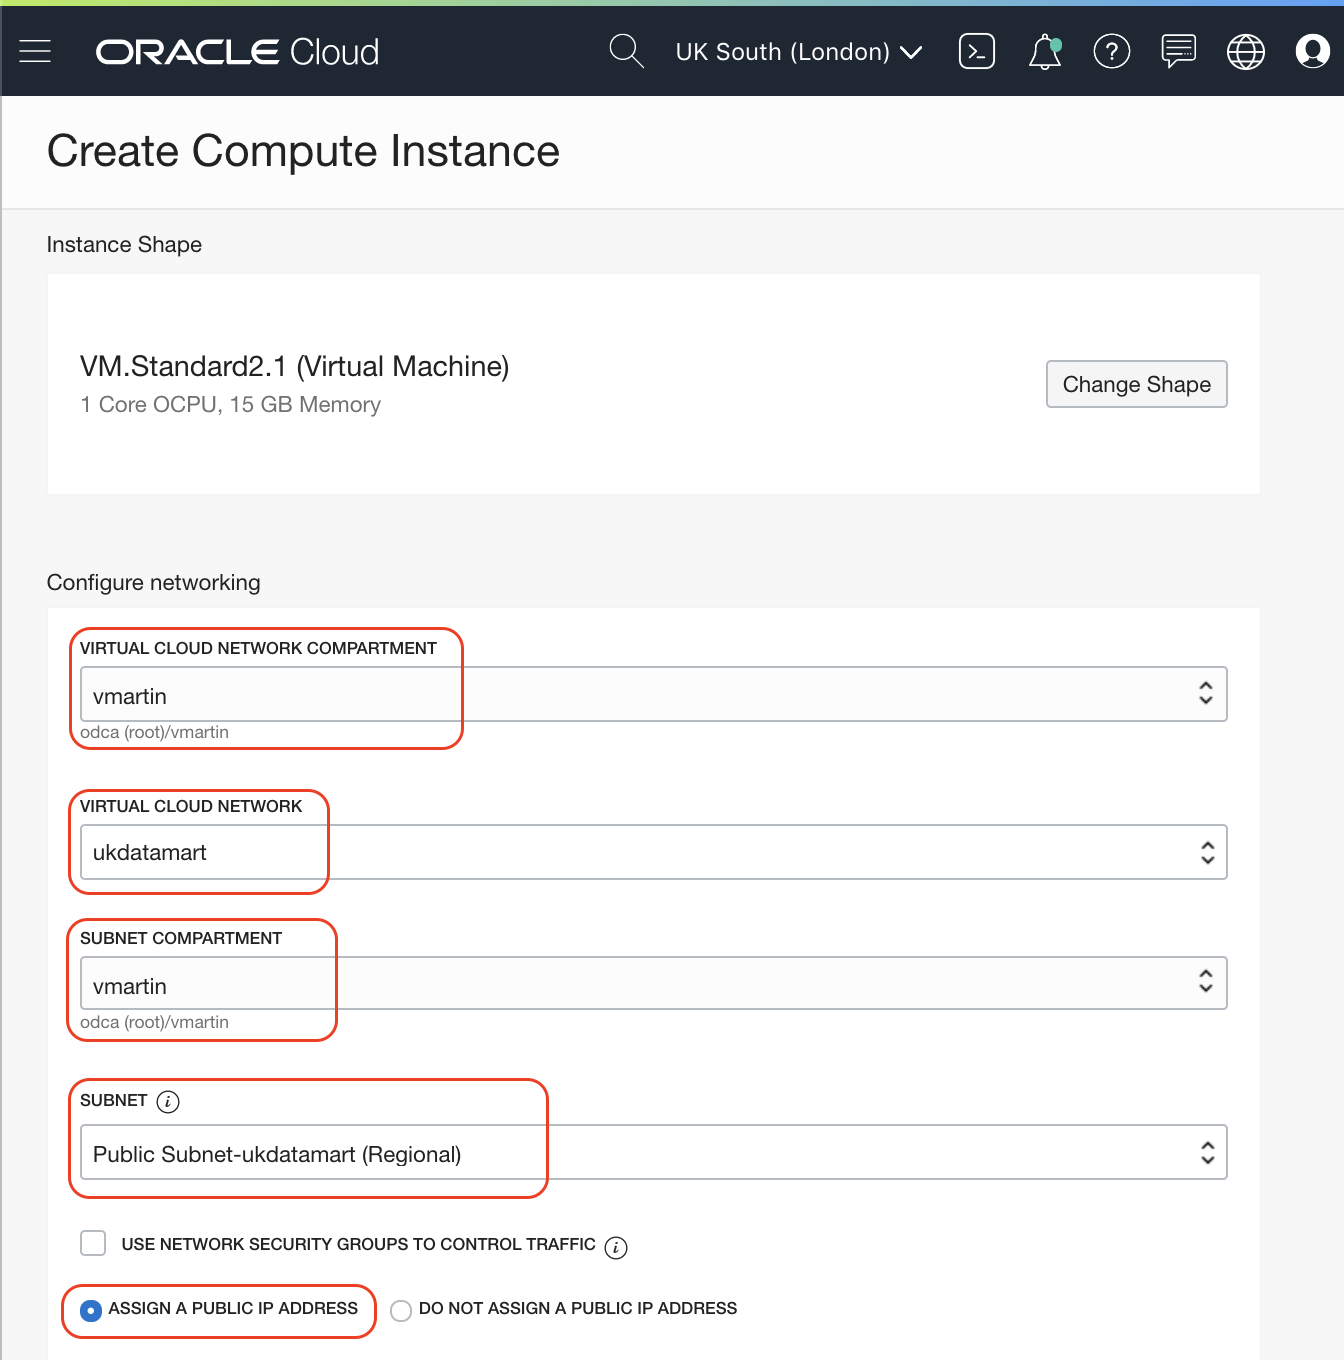 ORACLE Cloud
UK South (London)
Create Compute Instance
Instance Shape
VM.Standard2.1 (Virtual Machine)
1 Core OCPU, 15 GB Memory
Change Shape
Configure networking
VIRTUAL CLOUD NETWORK COMPARTMENT
vmartin
odca (root)/vmartin
VIRTUAL CLOUD NETWORK
ukdatamart
SUBNET COMPARTMENT
vmartin
odca (root)/vmartin
SUBNET i
Public Subnet-ukdatamart (Regional)
USE NETWORK SECURITY GROUPS TO CONTROL TRAFFIC i
ASSIGN A PUBLIC IP ADDRESS DO NOT ASSIGN A PUBLIC IP ADDRESS